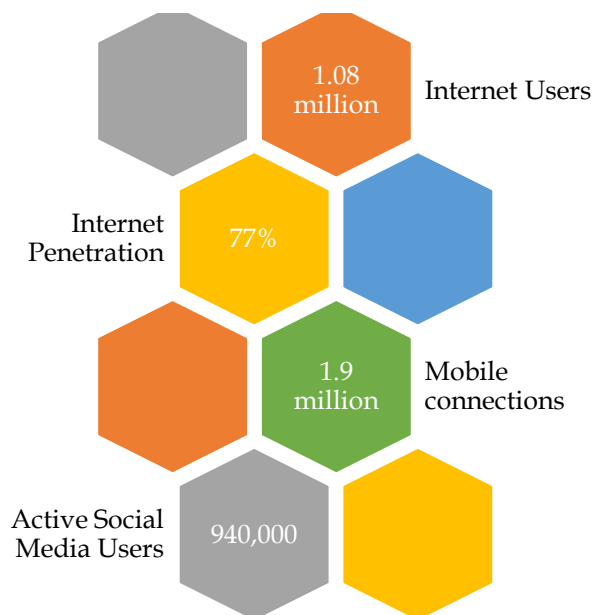 1.08
million
Internet Users
Internet
Penetration
77%
1.9
million
Mobile
connections
Active Social
Media Users
940,000